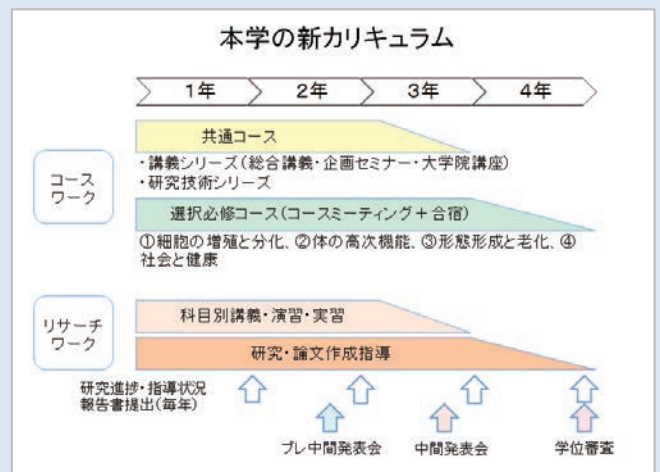 本学の新カリキュラム
1年 2年 3年 4年
共通コース
・講義シリーズ(総合講義・企画セミナー・大学院講座)
・研究技術シリーズ
コース
ワーク
選択必修コース(コースミーティング+合宿)
①細胞の増殖と分化、②体の高次機能、③形態形成と老化、④
社会と健康
リサーチ
ワーク
科目別講義・演習・実習
研究・論文作成指導
研究進捗・指導状況
報告書提出(毎年)
プレ中間発表会 中間発表会 学位審査